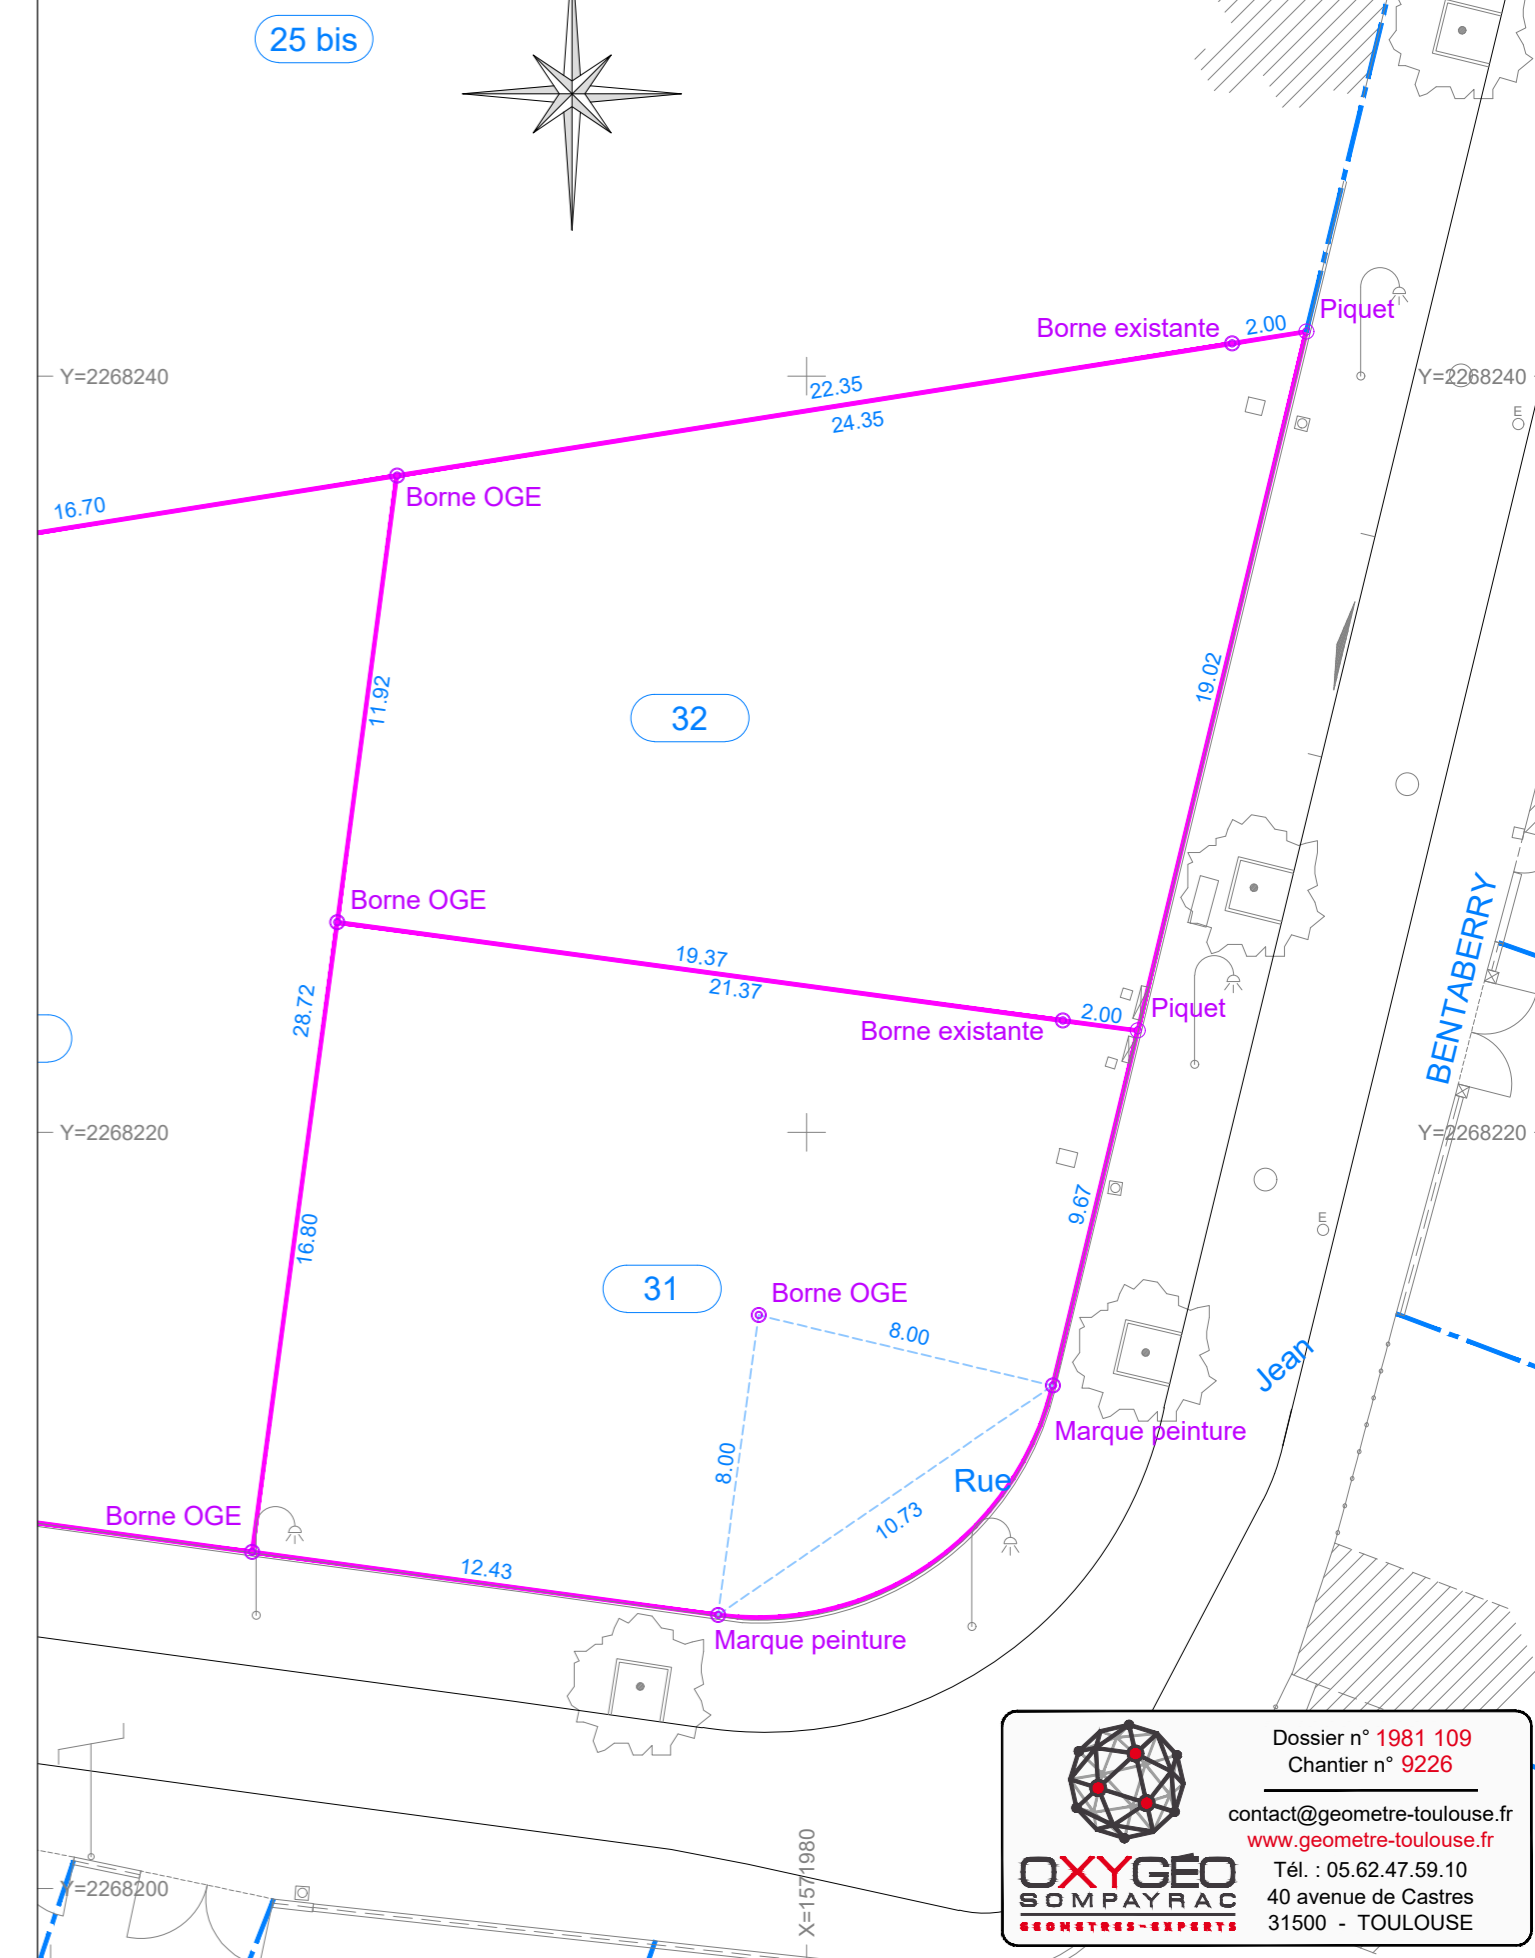 25 bis
Piquet
Borne existante
2.00
Y=2268240
Y=2268240
22.35
24.35
E
Borne OGE
16.70
19.02
11.92
32
Borne OGE
BENTABERRY
19.37
21.37
28.72
2.00
Piquet
Borne existante
Y=2268220
Y=2268220
9.67
E
16.80
31
Borne OGE
8.00
Jean
Marque peinture
8.00
Rue
Borne OGE
10.73
12.43
Marque peinture
Dossier n° 1981 109
Chantier n° 9226
contact@geometre-toulouse.fr
www.geometre-toulouse.fr
Tél. : 05.62.47.59.10
40 avenue de Castres
31500 - TOULOUSE
OXYGÉO
SOMPAYRAC
GEOMETRES-EXPERTS
Y=2268200
X=1571980